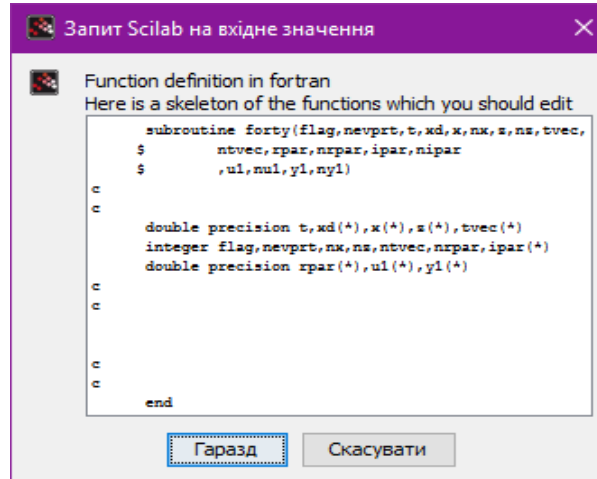 Запит Scilab на вхідне значення
Function definition in fortran
Here is a skeleton of the functions which you should edit
      subroutine forty(flag,nevprt,t,xd,x,nx,z,nz,tvec,
     $        ntvec,rpar,nrpar,ipar,nipar
     $        ,u1,nu1,y1,ny1)
c
c
      double precision t,xd(*),x(*),z(*),tvec(*)
      integer flag,nevprt,nx,nz,ntvec,nrpar,ipar(*)
      double precision rpar(*),u1(*),y1(*)
c
c
c
c
      end
Гаразд Скасувати